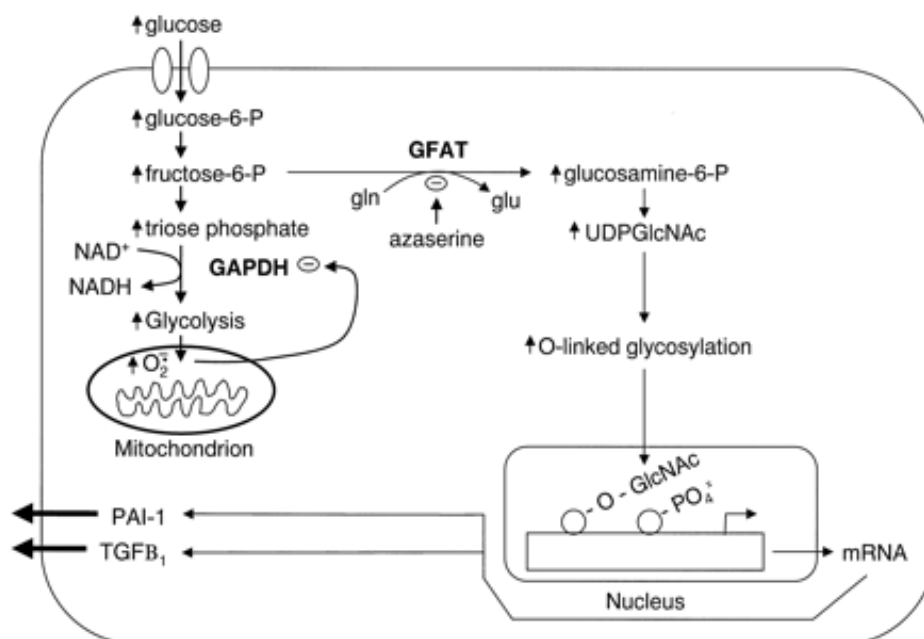 ↑glucose
↑glucose-6-P
GFAT
↑fructose-6-P
↑glucosamine-6-P
gln
−
glu
↑triose phosphate
azaserine
↑UDPGlcNAc
NAD⁺
GAPDH −
NADH
↑Glycolysis
↑O-linked glycosylation
↑O₂
Mitochondrion
-O-GlcNAc
-PO₄
PAI-1
TGFB₁
mRNA
Nucleus